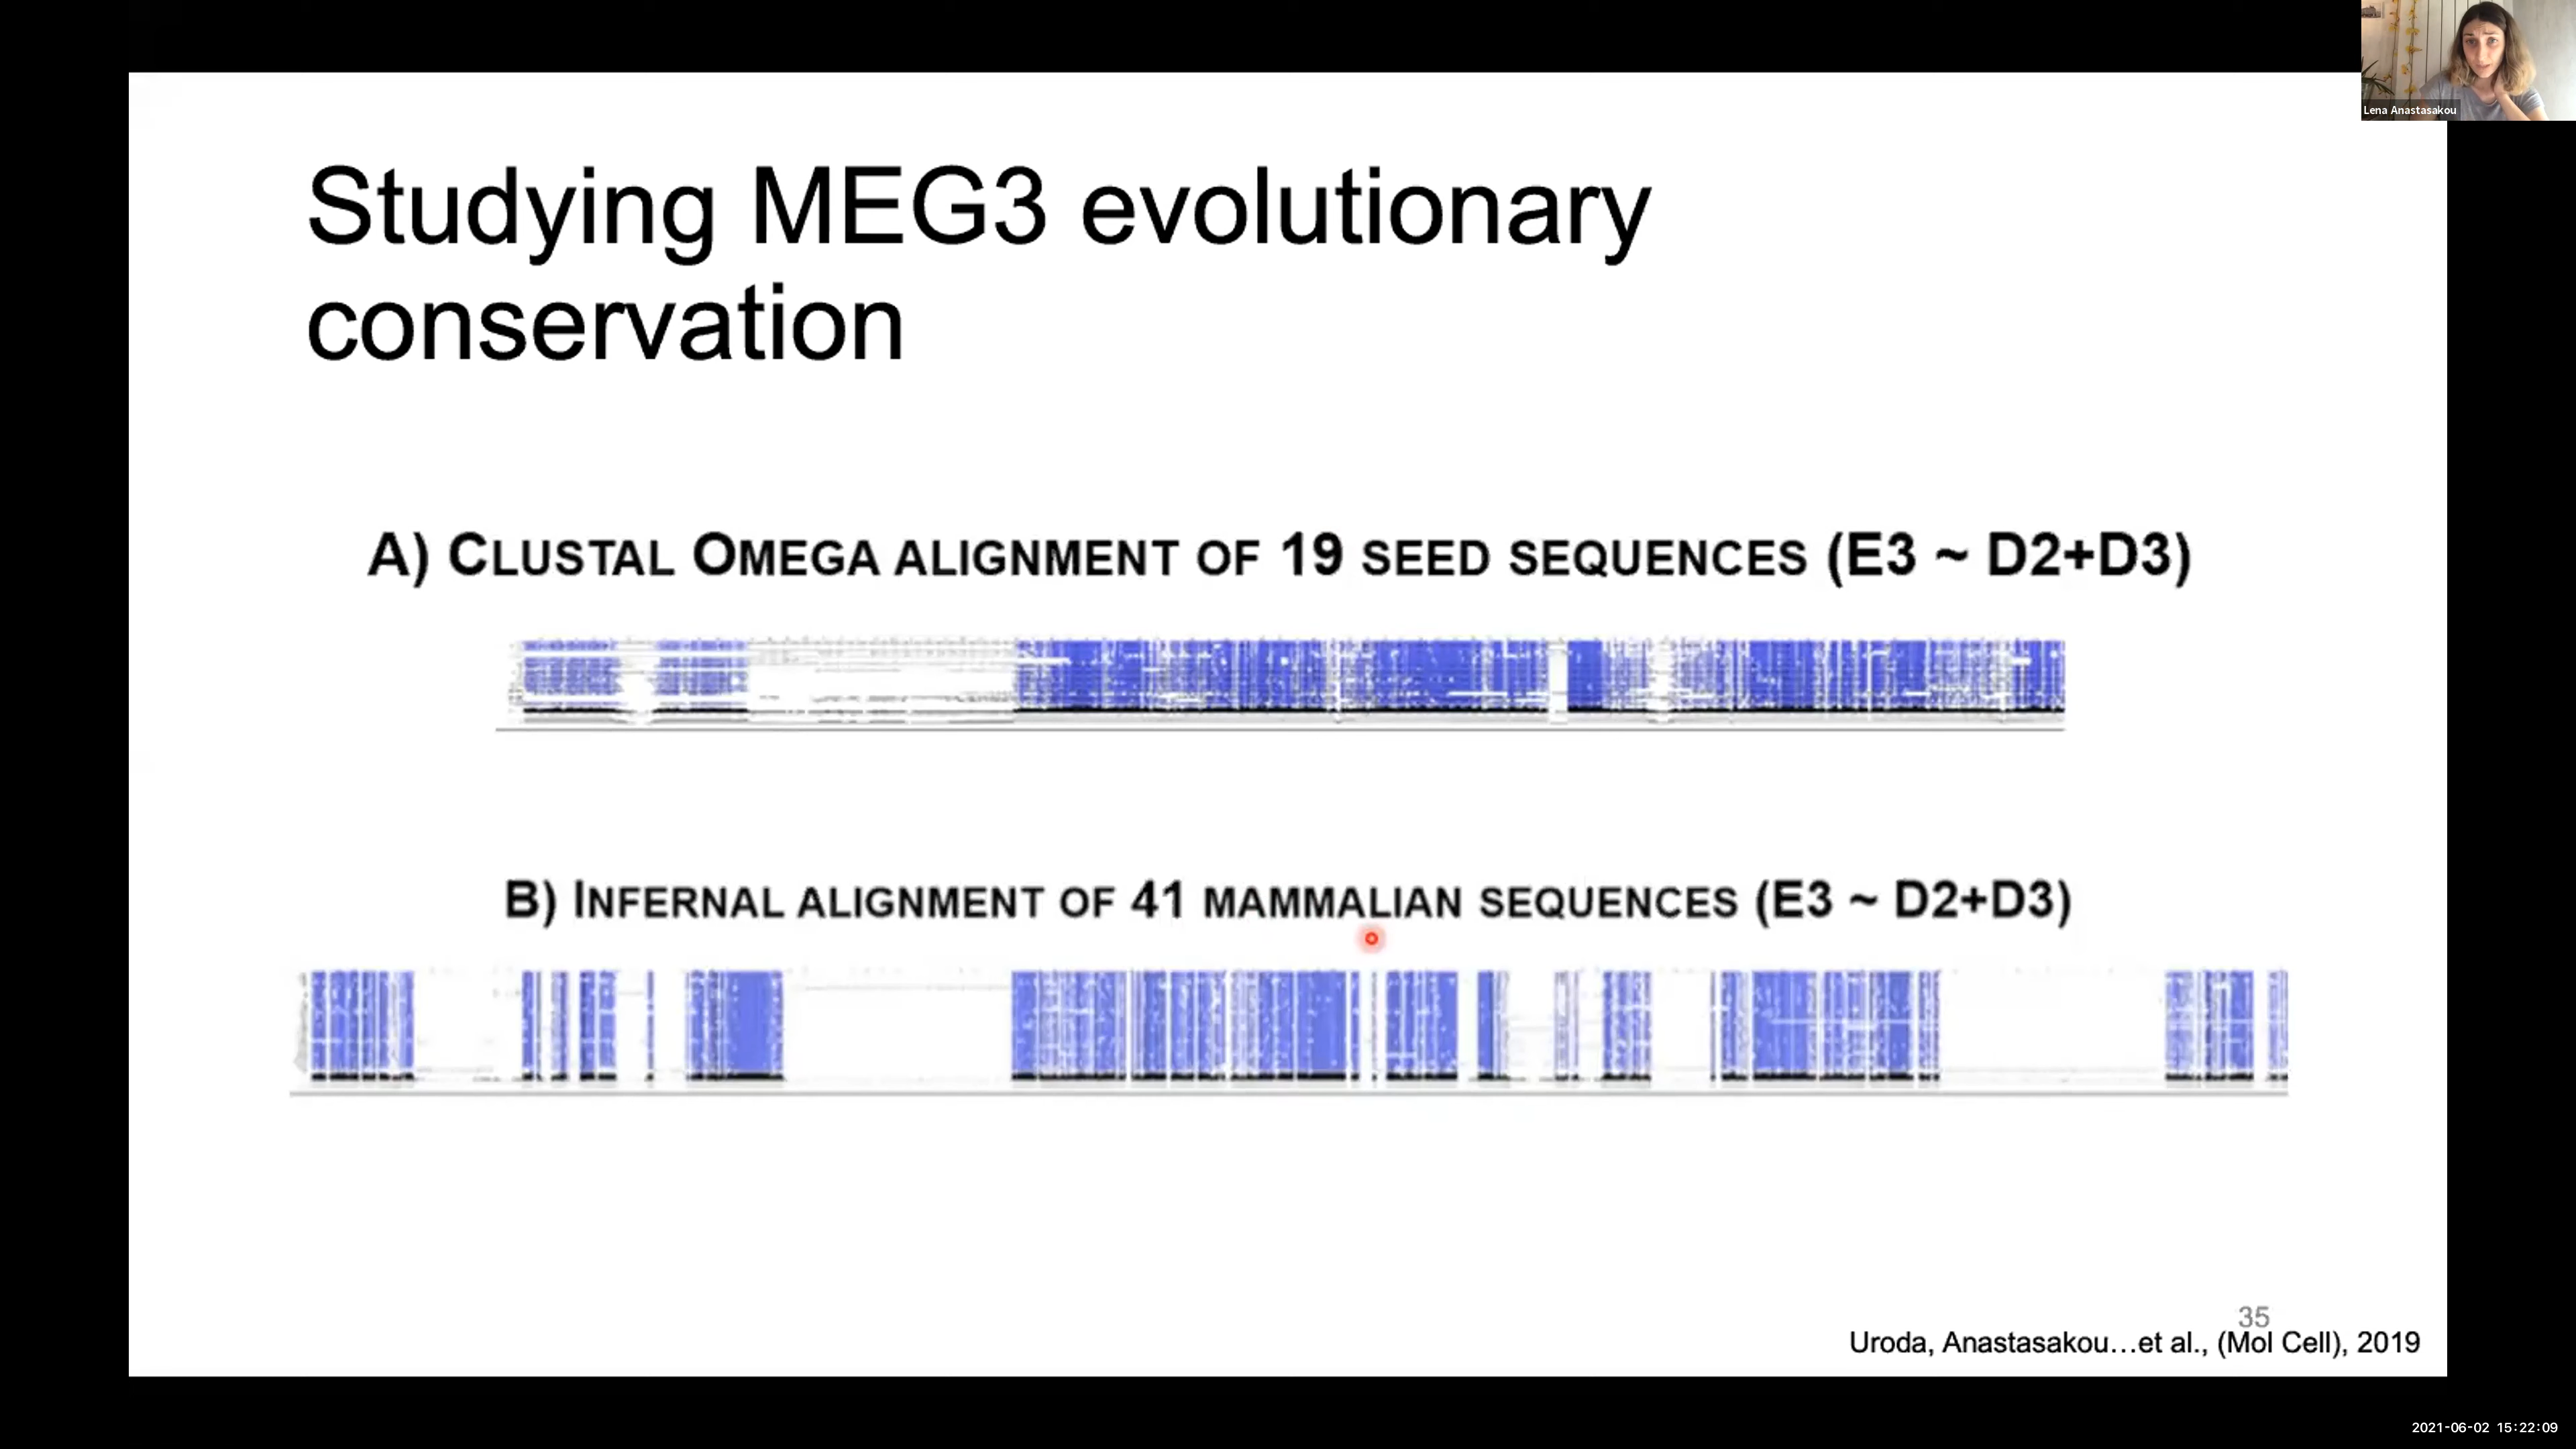 Lena Anastasakou
Studying MEG3 evolutionary
conservation
A) CLUSTAL OMEGA ALIGNMENT OF 19 SEED SEQUENCES (E3 ~ D2+D3)
B) INFERNAL ALIGNMENT OF 41 MAMMALIAN SEQUENCES (E3 ~ D2+D3)
35
Uroda, Anastasakou...et al., (Mol Cell), 2019
2021-06-02 15:22:09